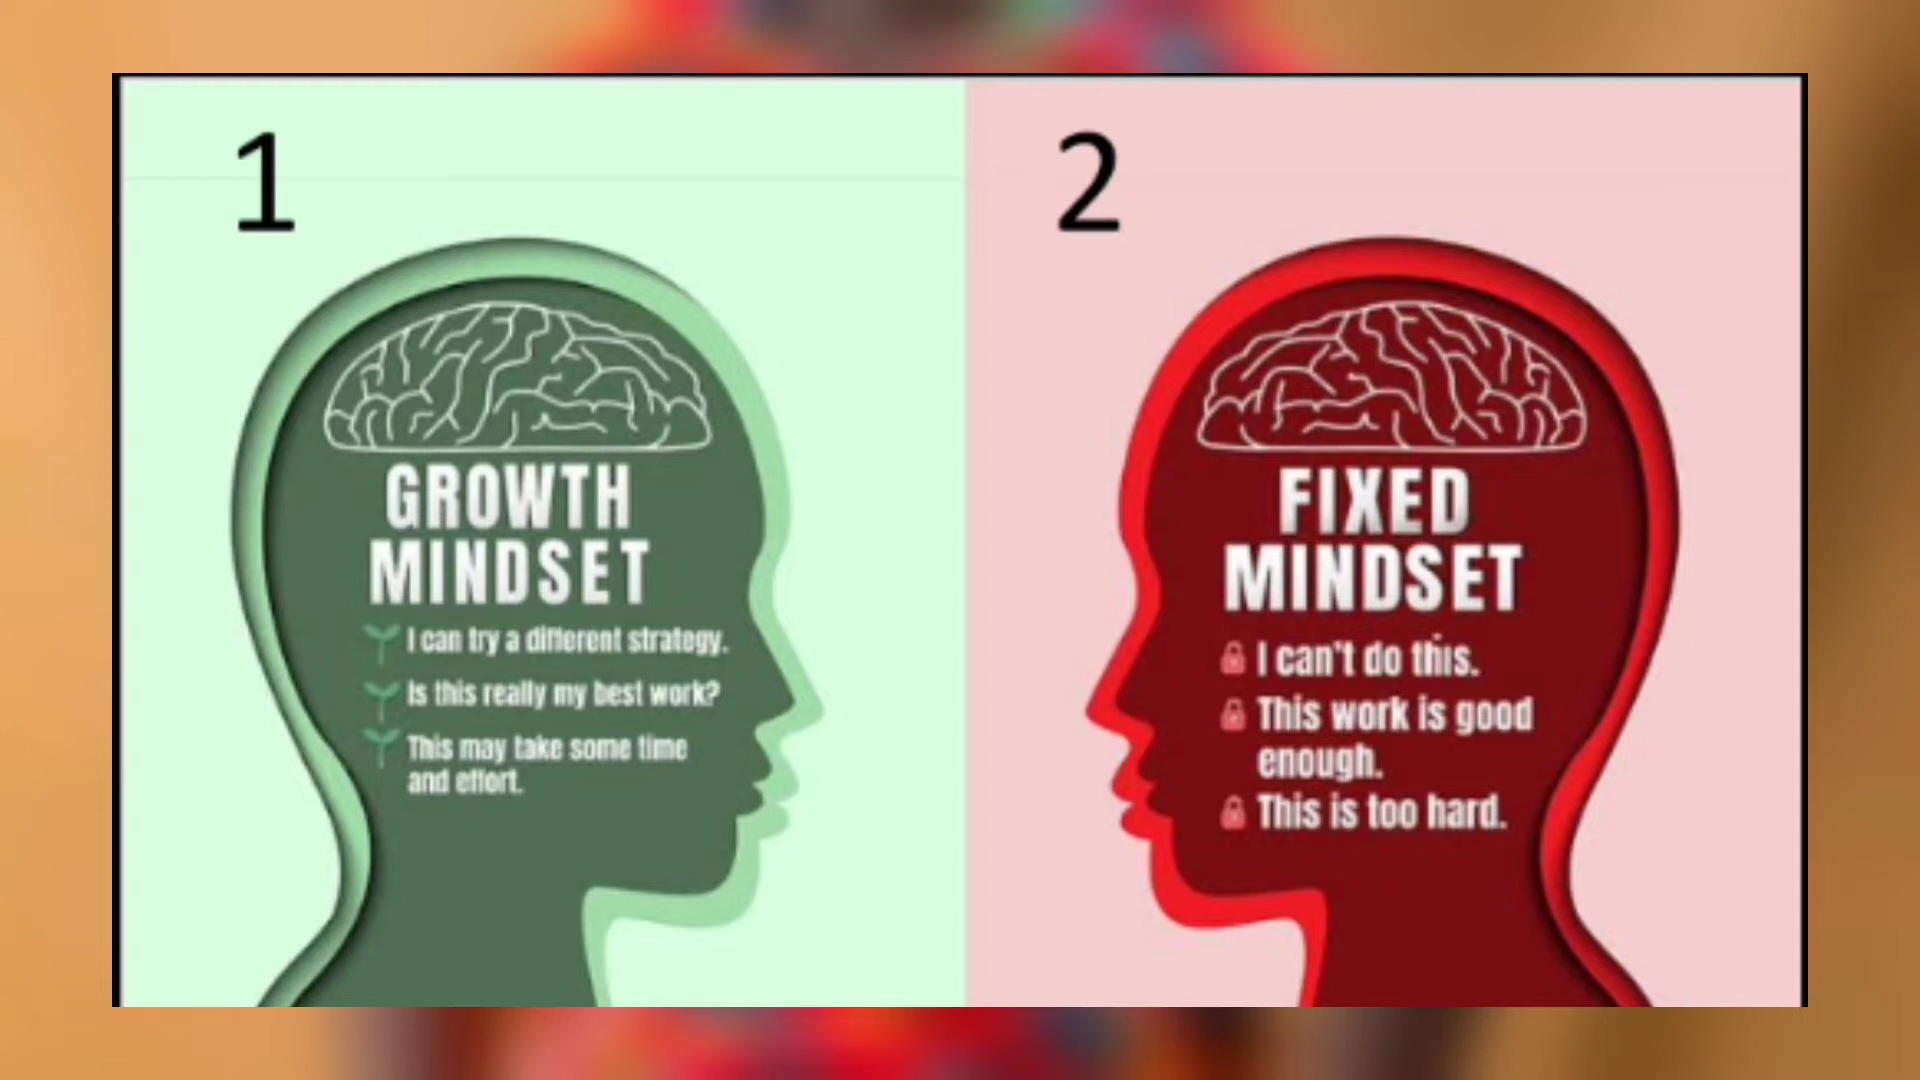 1
GROWTH
MINDSET
I can try a different strategy.
Is this really my best work?
This may take some time
and effort.
2
FIXED
MINDSET
I can't do this.
This work is good
enough.
This is too hard.